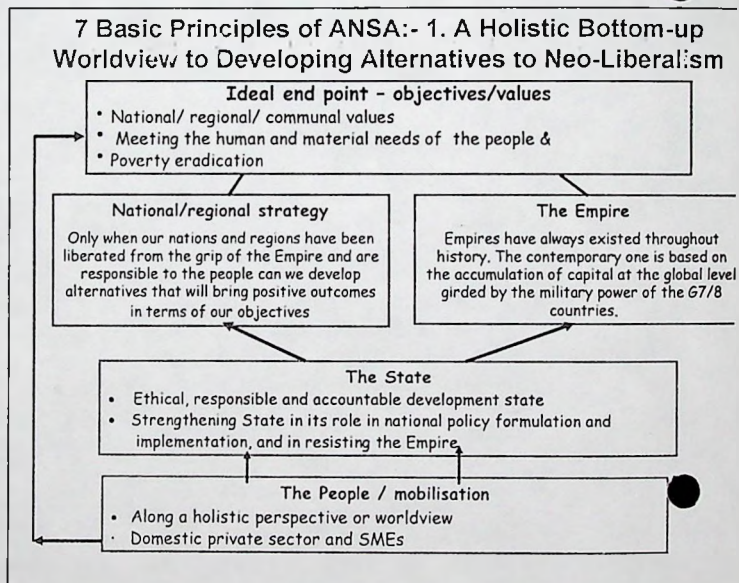 7 Basic Principles of ANSA:- 1. A Holistic Bottom-up
Worldview to Developing Alternatives to Neo-Liberalism
Ideal end point - objectives/values
• National/ regional/ communal values
• Meeting the human and material needs of the people &
• Poverty eradication
National/regional strategy
Only when our nations and regions have been
liberated from the grip of the Empire and are
responsible to the people can we develop
alternatives that will bring positive outcomes
in terms of our objectives
The Empire
Empires have always existed throughout
history. The contemporary one is based on
the accumulation of capital at the global level
girded by the military power of the G7/8
countries.
The State
• Ethical, responsible and accountable development state
• Strengthening State in its role in national policy formulation and
implementation, and in resisting the Empire
The People / mobilisation
• Along a holistic perspective or worldview
• Domestic private sector and SMEs